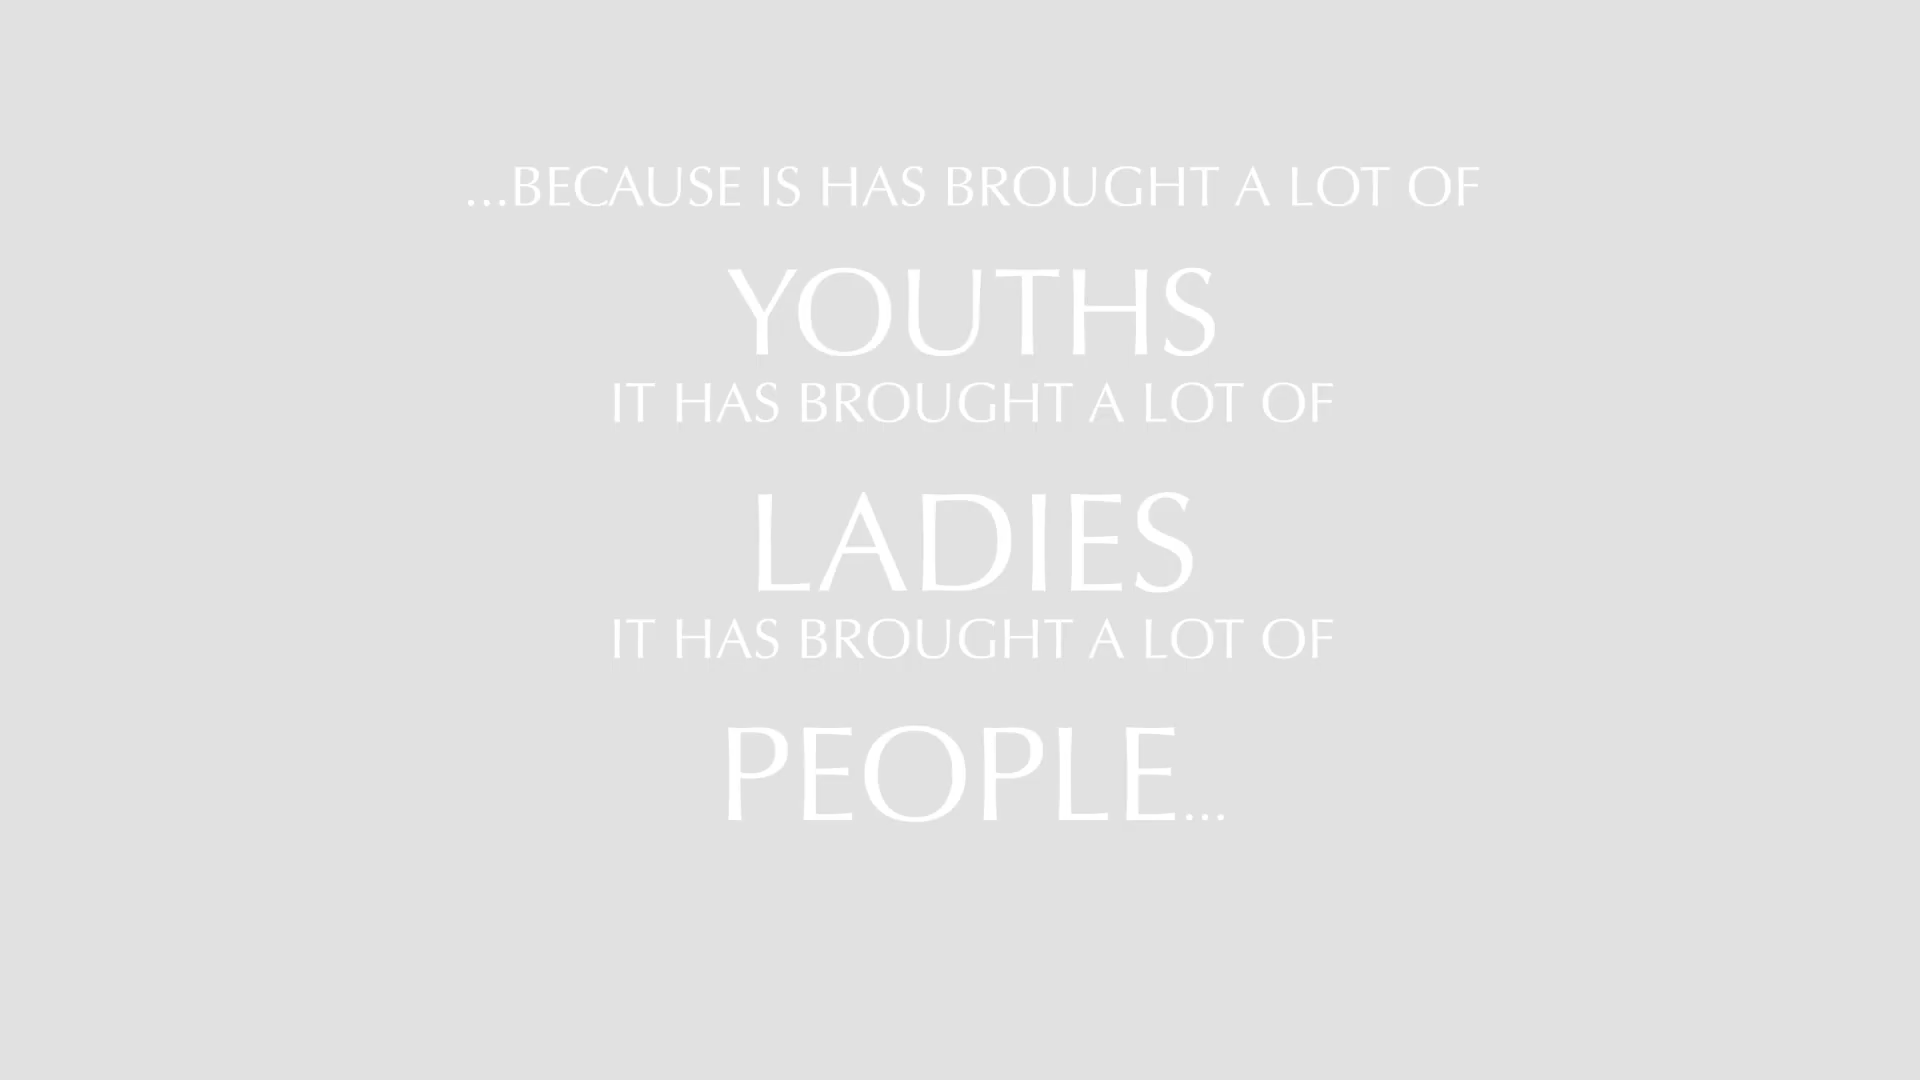 ...BECAUSE IS HAS BROUGHT A LOT OF
YOUTHS
IT HAS BROUGHT A LOT OF
LADIES
IT HAS BROUGHT A LOT OF
PEOPLE...